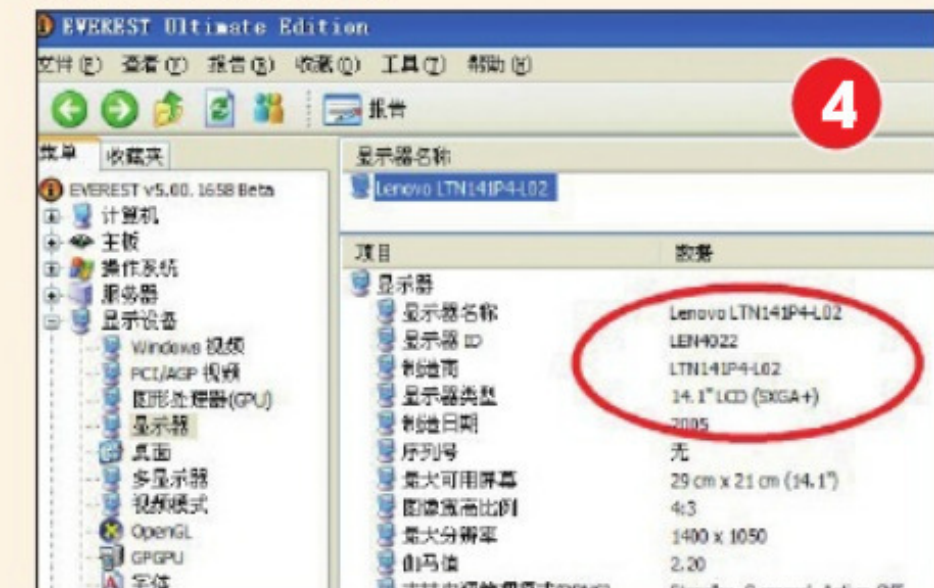 EVEREST Ultimate Edition
文件(F) 查看(V) 报告(R) 收藏(O) 工具(T) 帮助(H)
报告
4
菜单 收藏夹
显示器名称
EVEREST v5.00.1658 Beta
Lenovo LTN141P4-L02
计算机
主板
操作系统
服务器
显示设备
Windows 视频
PCI/AGP 视频
图形处理器(GPU)
显示器
桌面
多显示器
视频模式
OpenGL
GPGPU
字体
项目 数据
显示器
显示器名称 Lenovo LTN141P4-L02
显示器 ID LEN4022
制造商 LTN141P4-L02
显示器类型 14.1" LCD (SXGA+)
制造日期 2005
序列号 无
最大可用屏幕 29 cm x 21 cm (14.1")
图像宽高比例 4:3
最大分辨率 1400 x 1050
伽马值 2.20